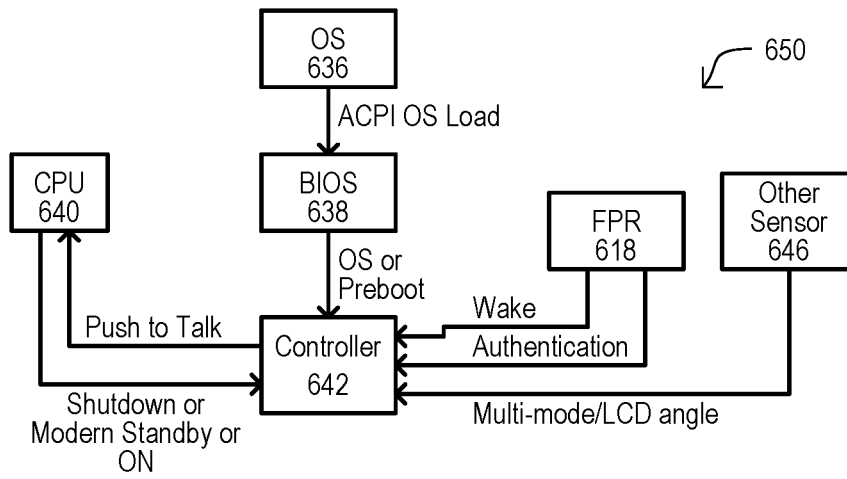 OS
636
650
ACPI OS Load
CPU
640
BIOS
638
FPR
618
Other
Sensor
646
OS or
Preboot
Wake
Push to Talk
Controller
642
Authentication
Shutdown or
Modern Standby or
ON
Multi-mode/LCD angle